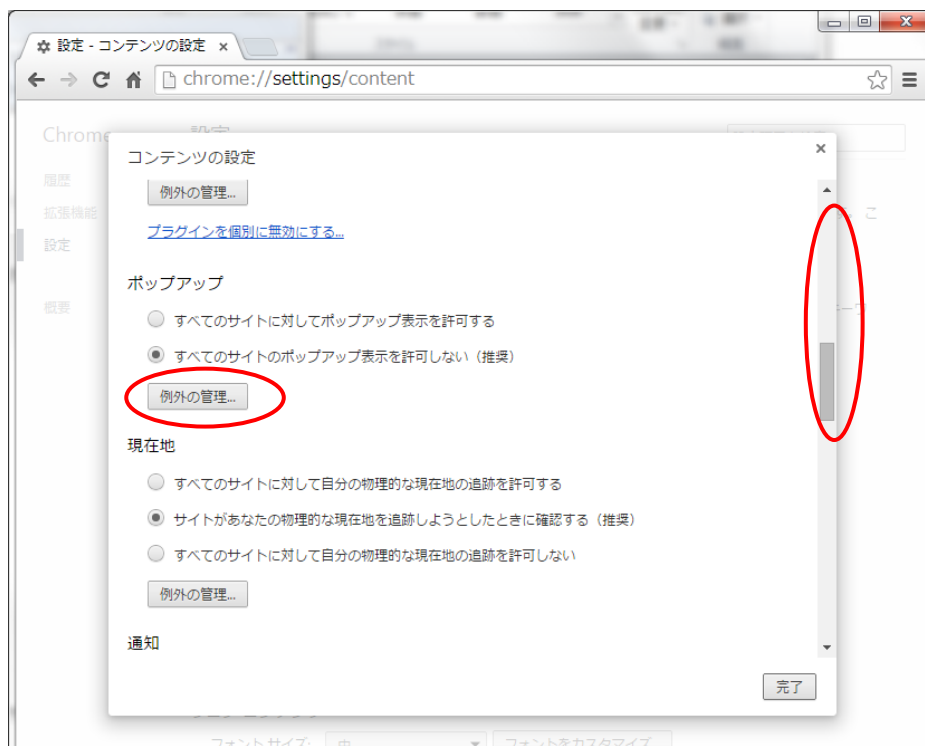 設定 - コンテンツの設定
chrome://settings/content
Chrome 設定
コンテンツの設定
履歴
例外の管理...
拡張機能
こ
プラグインを個別に無効にする...
設定
ポップアップ
概要
すべてのサイトに対してポップアップ表示を許可する
すべてのサイトのポップアップ表示を許可しない（推奨）
例外の管理...
現在地
すべてのサイトに対して自分の物理的な現在地の追跡を許可する
サイトがあなたの物理的な現在地を追跡しようとしたときに確認する（推奨）
すべてのサイトに対して自分の物理的な現在地の追跡を許可しない
例外の管理...
通知
完了
フォント サイズ: 中 フォントをカスタマイズ